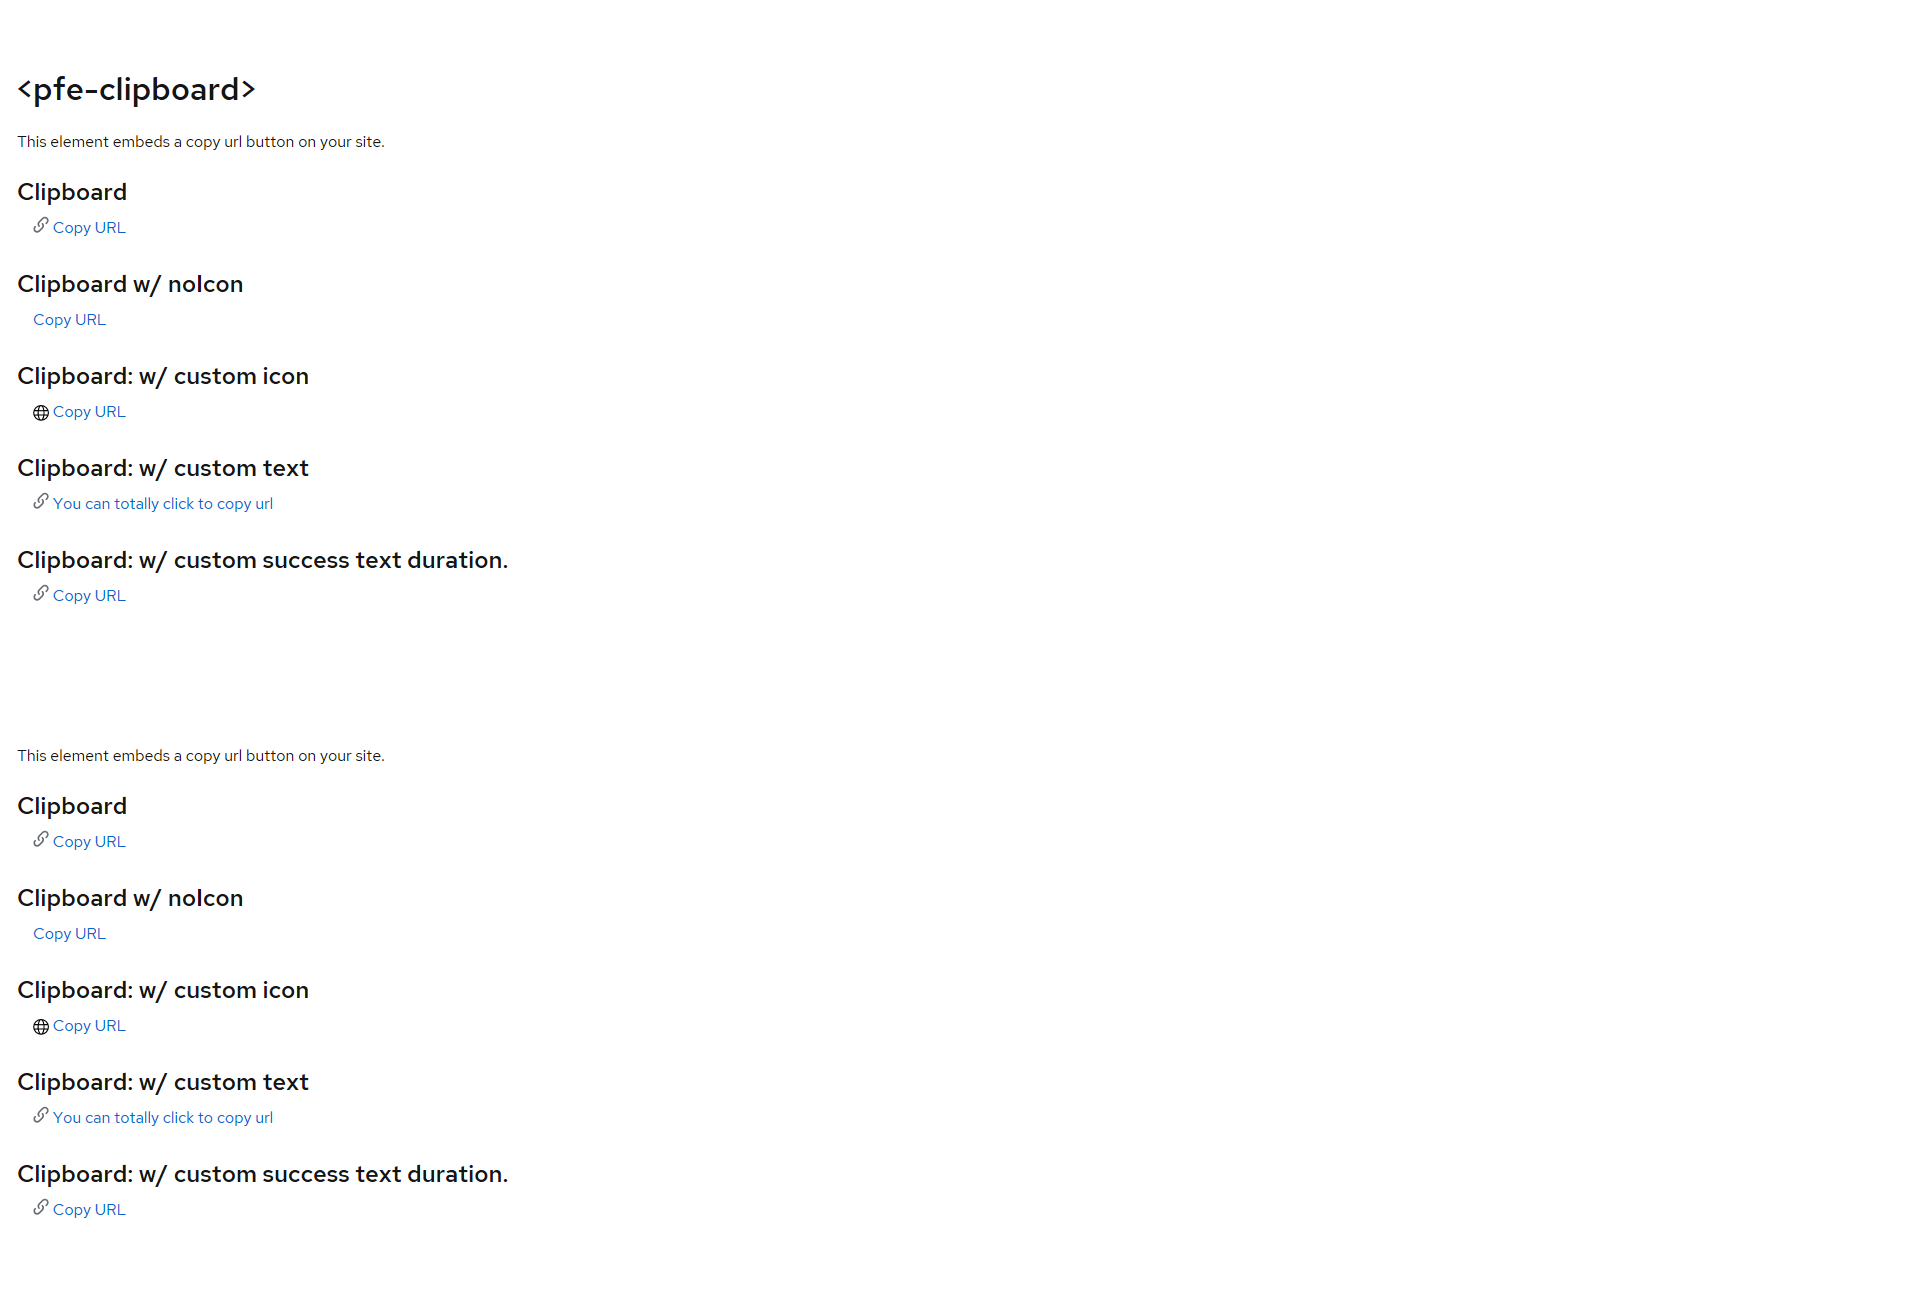 <pfe-clipboard>
This element embeds a copy url button on your site.
Clipboard
Copy URL
Clipboard w/ noIcon
Copy URL
Clipboard: w/ custom icon
Copy URL
Clipboard: w/ custom text
You can totally click to copy url
Clipboard: w/ custom success text duration.
Copy URL
This element embeds a copy url button on your site.
Clipboard
Copy URL
Clipboard w/ noIcon
Copy URL
Clipboard: w/ custom icon
Copy URL
Clipboard: w/ custom text
You can totally click to copy url
Clipboard: w/ custom success text duration.
Copy URL